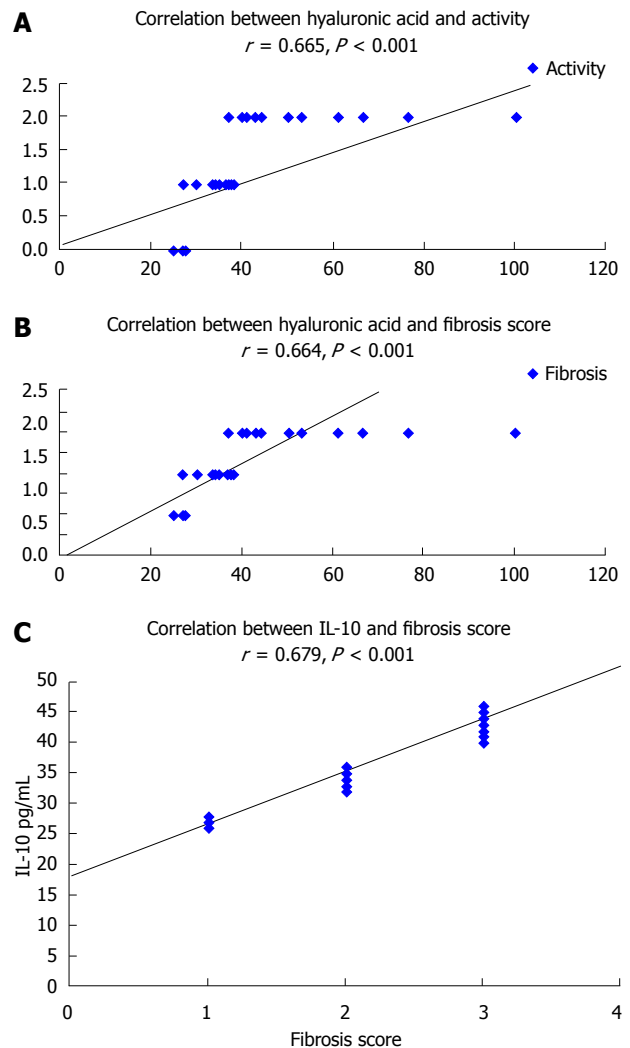 A
Correlation between hyaluronic acid and activity
r = 0.665, P < 0.001
Activity
2.5
2.0
1.5
1.0
0.5
0.0
0 20 40 60 80 100 120
B
Correlation between hyaluronic acid and fibrosis score
r = 0.664, P < 0.001
Fibrosis
2.5
2.0
1.5
1.0
0.5
0.0
0 20 40 60 80 100 120
C
Correlation between IL-10 and fibrosis score
r = 0.679, P < 0.001
50
45
40
35
30
25
20
15
10
5
0
IL-10 pg/mL
0 1 2 3 4
Fibrosis score